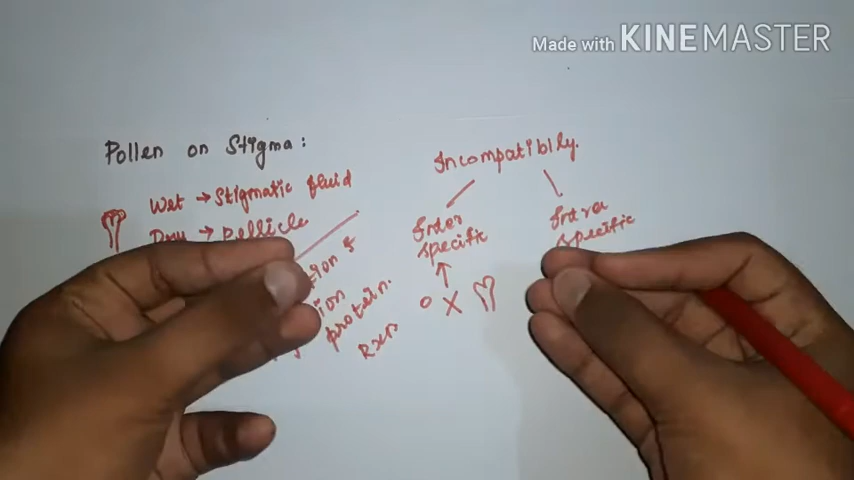 Made with KINEMASTER
Pollen on Stigma :
Wet → Stigmatic fluid
Dry → Pellicle
protein.
Rxn
Incompatibily.
Inter
Specific
Intra
Specific
X